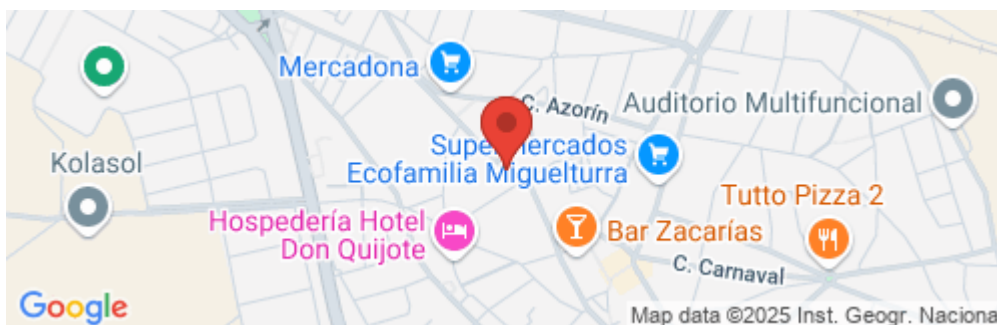 Mercadona
C. Azorín
Auditorio Multifuncional
Supermercados
Ecofamilia Miguelturra
Kolasol
Tutto Pizza 2
Hospedería Hotel
Don Quijote
Bar Zacarías
C. Carnaval
Google
Map data ©2025 Inst. Geogr. Naciona